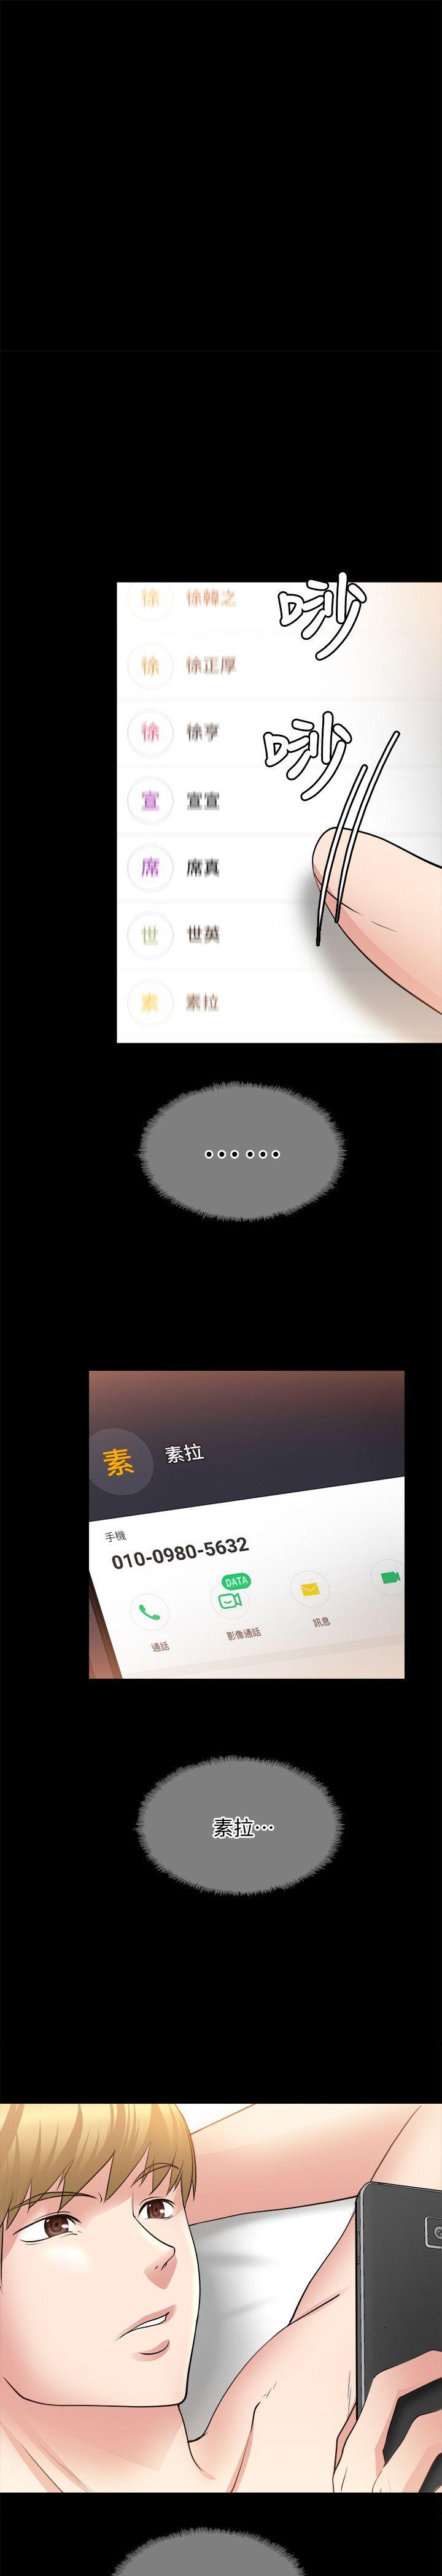 徐 徐韓之
唦
徐 徐正厚
徐 徐亨
唦
宣 宣宣
席 席真
世 世英
素 素拉
……
素 素拉
手機
010-0980-5632
DATA
通話 影像通話 訊息
素拉…